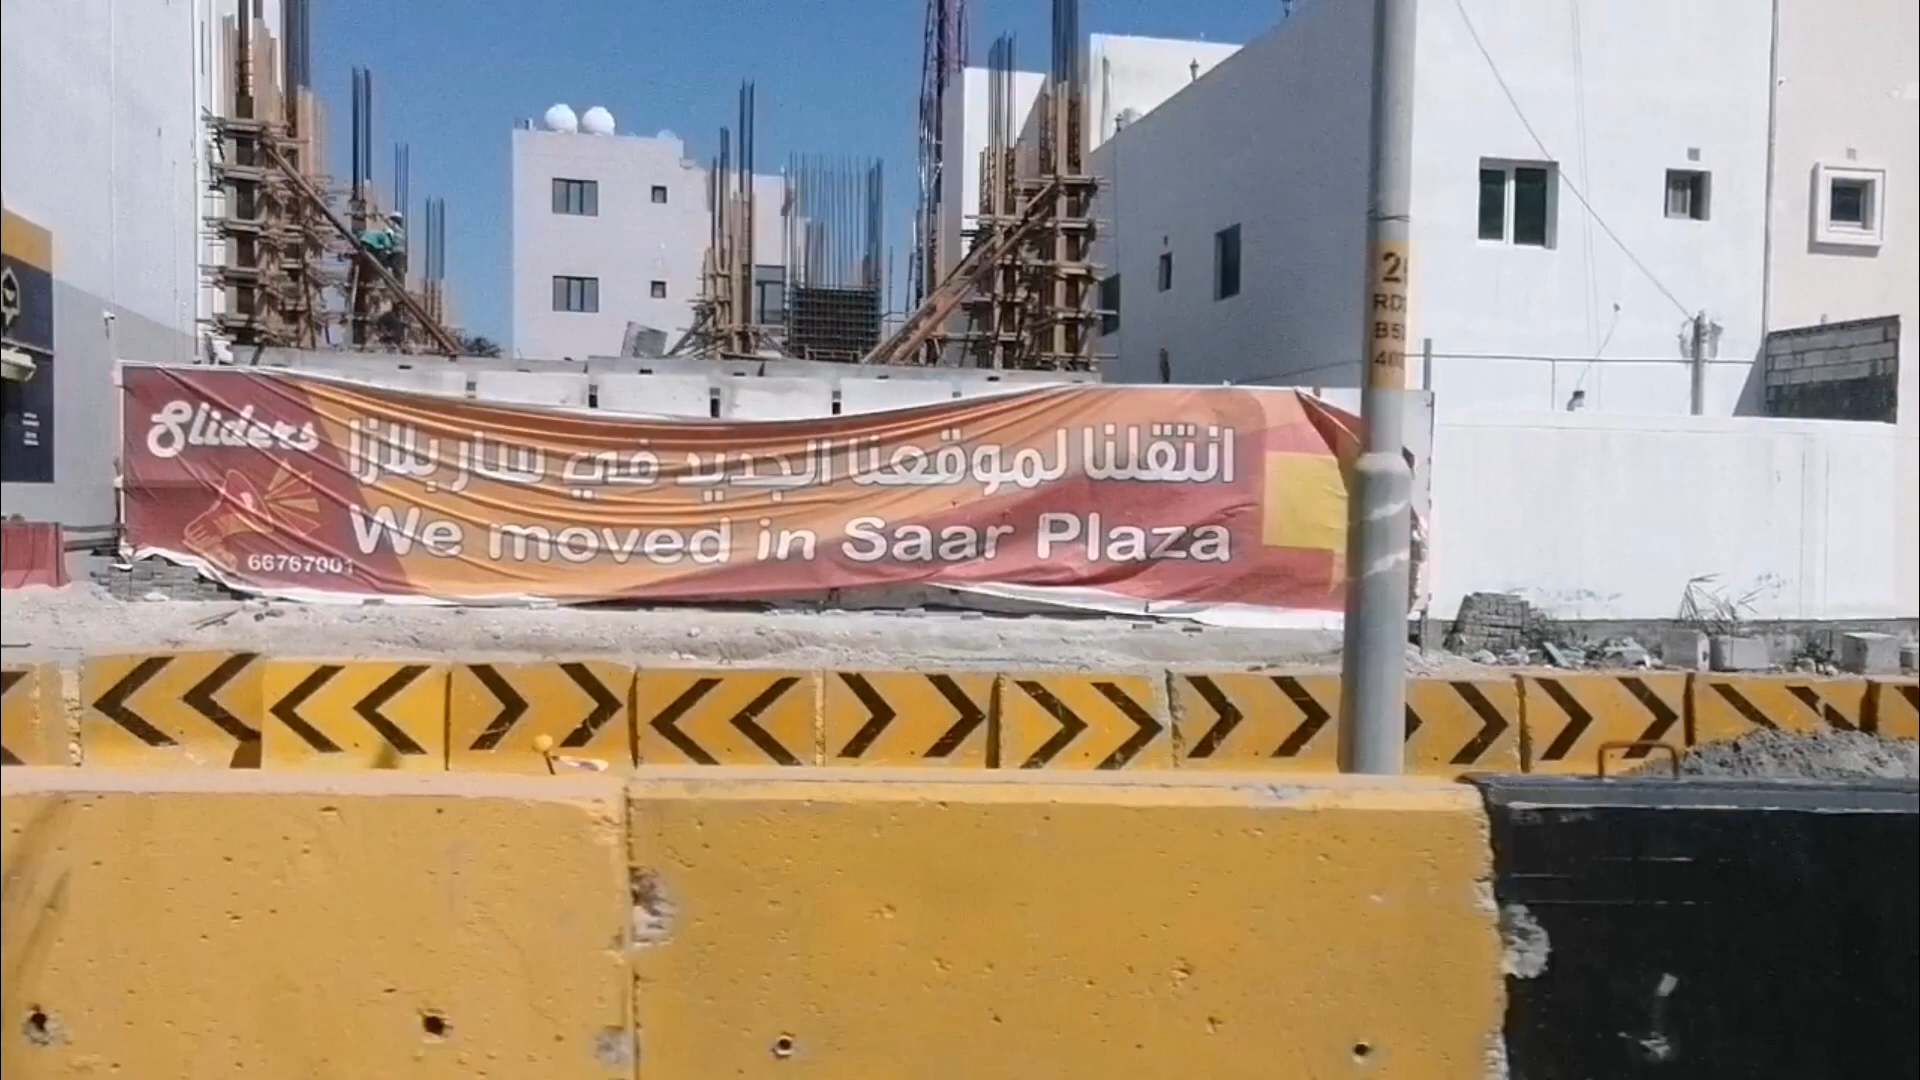 Sliders
انتقلنا لموقعنا الجديد في سار بلازا
We moved in Saar Plaza
66767001